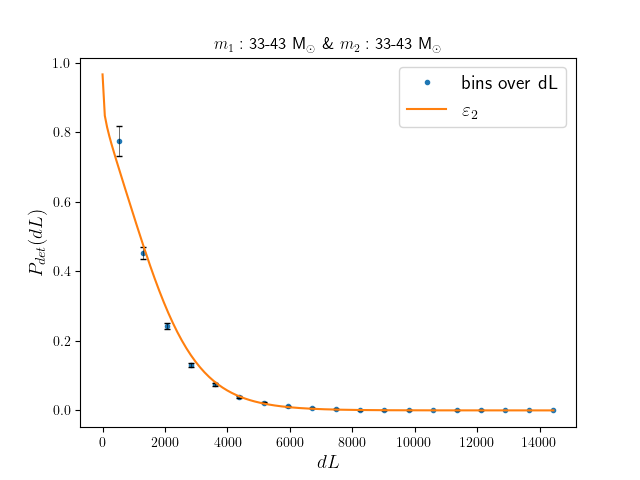 m₁ : 33-43 M⊙ & m₂ : 33-43 M⊙
bins over dL
ε₂
P_det(dL)
1.0
0.8
0.6
0.4
0.2
0.0
0 2000 4000 6000 8000 10000 12000 14000
dL